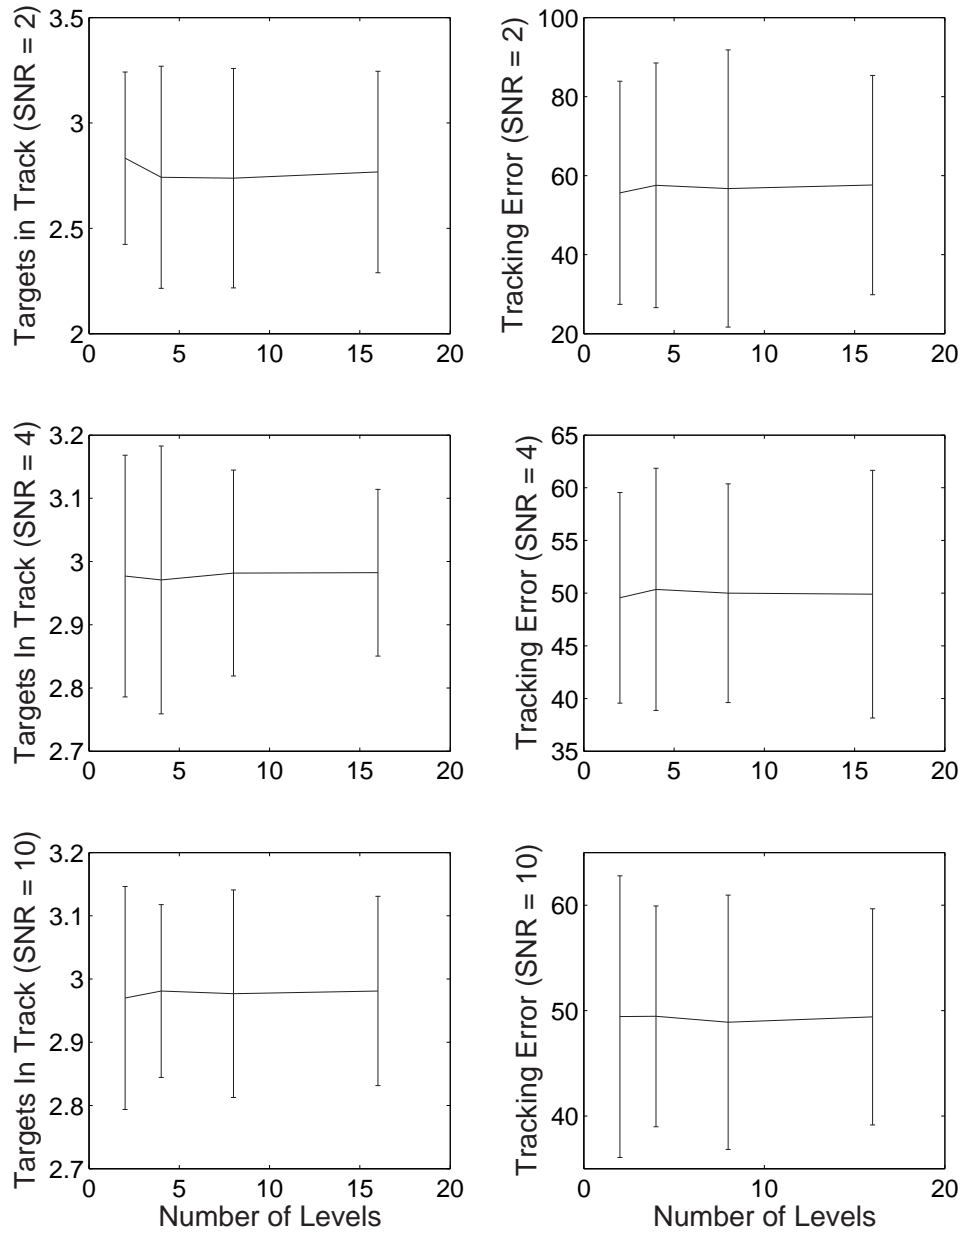 Targets in Track (SNR = 2)
3.5
3
2.5
2
0 5 10 15 20
Tracking Error (SNR = 2)
100
80
60
40
20
0 5 10 15 20
Targets In Track (SNR = 4)
3.2
3.1
3
2.9
2.8
2.7
0 5 10 15 20
Tracking Error (SNR = 4)
65
60
55
50
45
40
35
0 5 10 15 20
Targets In Track (SNR = 10)
3.2
3.1
3
2.9
2.8
2.7
0 5 10 15 20
Number of Levels
Tracking Error (SNR = 10)
60
50
40
0 5 10 15 20
Number of Levels